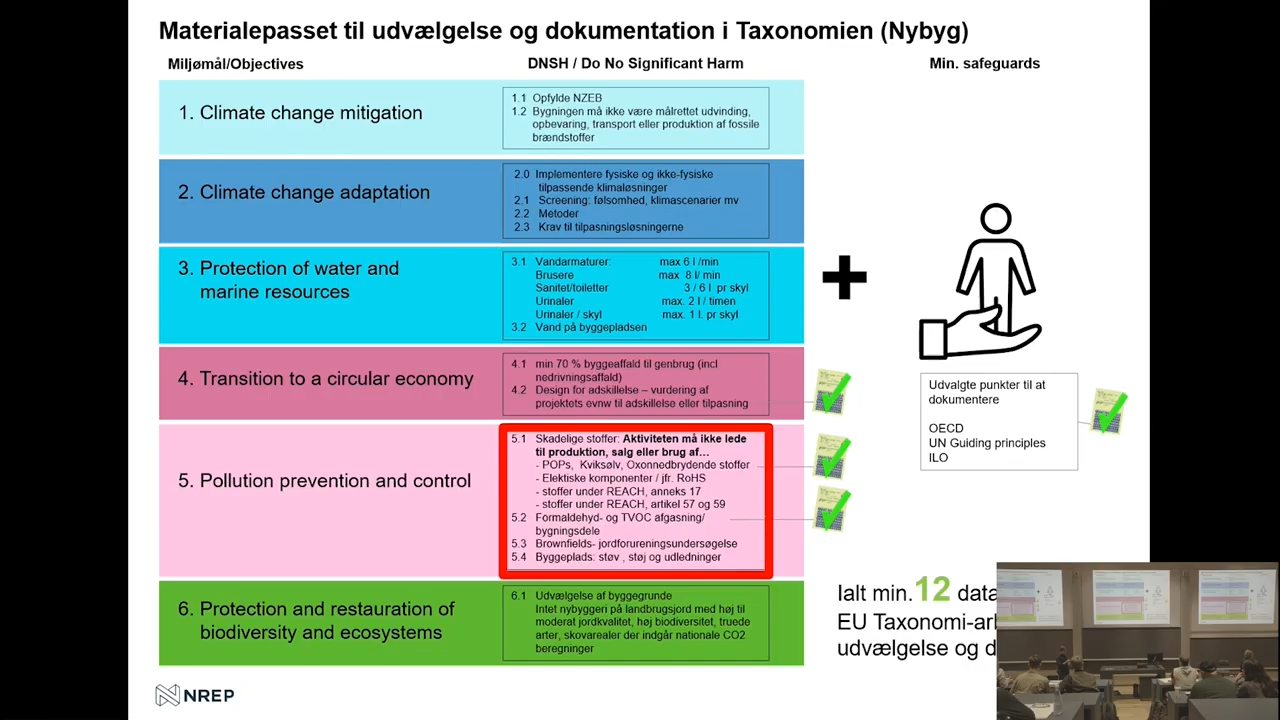 Materialepasset til udvælgelse og dokumentation i Taxonomien (Nybyg)
Miljømål/Objectives
DNSH / Do No Significant Harm
Min. safeguards
1. Climate change mitigation
1.1 Opfylde NZEB
1.2 Bygningen må ikke være målrettet udvinding,
opbevaring, transport eller produktion af fossile
brændstoffer
2. Climate change adaptation
2.0 Implementere fysiske og ikke-fysiske
tilpassende klimaløsninger
2.1 Screening: følsomhed, klimascenarier mv
2.2 Metoder
2.3 Krav til tilpasningsløsningerne
3. Protection of water and
marine resources
3.1 Vandarmaturer: max 6 l /min
Brusere max 8 l/ min
Sanitet/toiletter 3 / 6 l. pr skyl
Urinaler max. 2 l / timen
Urinaler / skyl max. 1 l. pr skyl
3.2 Vand på byggepladsen
4. Transition to a circular economy
4.1 min 70 % byggeaffald til genbrug (incl
nedrivningsaffald)
4.2 Design for adskillelse – vurdering af
projektets evnw til adskillelse eller tilpasning
5. Pollution prevention and control
5.1 Skadelige stoffer: Aktiviteten må ikke lede
til produktion, salg eller brug af…
- POPs, Kviksølv, Oxonnedbrydende stoffer
- Elektiske komponenter / jfr. RoHS
- stoffer under REACH, anneks 17
- stoffer under REACH, artikel 57 og 59
5.2 Formaldehyd- og TVOC afgasning/
bygningsdele
5.3 Brownfields- jordforureningsundersøgelse
5.4 Byggeplads: støv , støj og udledninger
6. Protection and restauration of
biodiversity and ecosystems
6.1 Udvælgelse af byggegrunde
Intet nybyggeri på landbrugsjord med høj til
moderat jordkvalitet, høj biodiversitet, truede
arter, skovarealer der indgår nationale CO2
beregninger
+
Udvalgte punkter til at
dokumentere
OECD
UN Guiding principles
ILO
Ialt min.12 data
EU Taxonomi-arb
udvælgelse og d
NREP